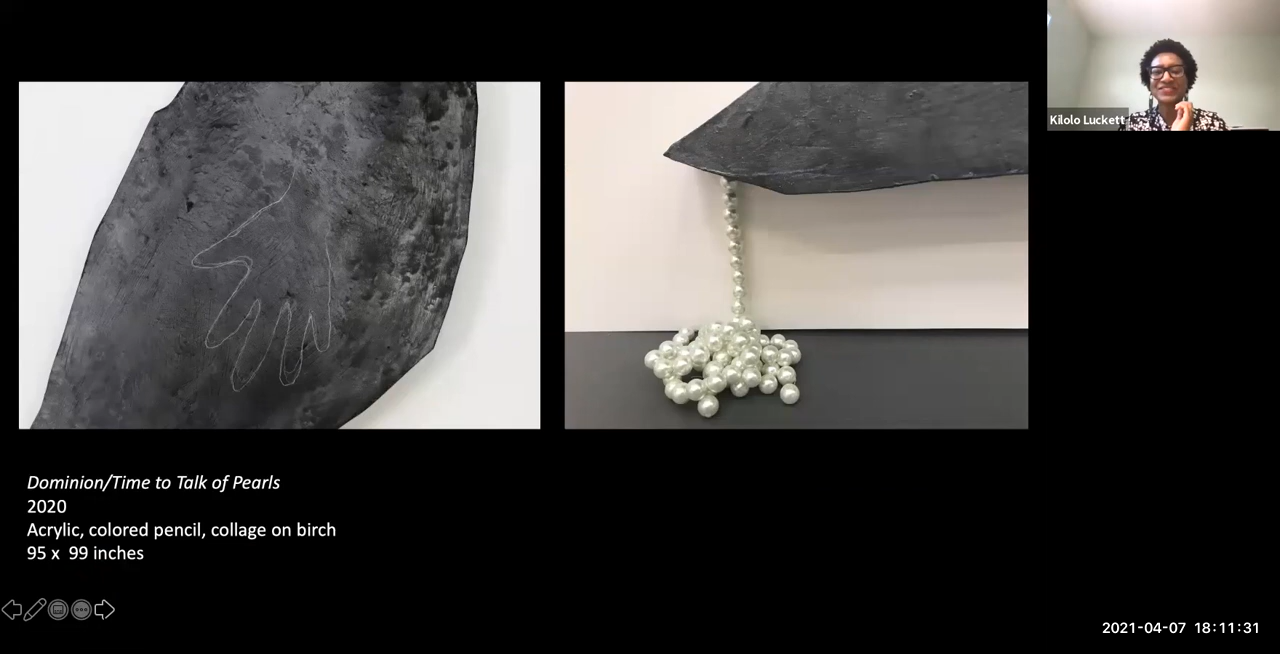 Kilolo Luckett
Dominion/Time to Talk of Pearls
2020
Acrylic, colored pencil, collage on birch
95 x  99 inches
2021-04-07 18:11:31